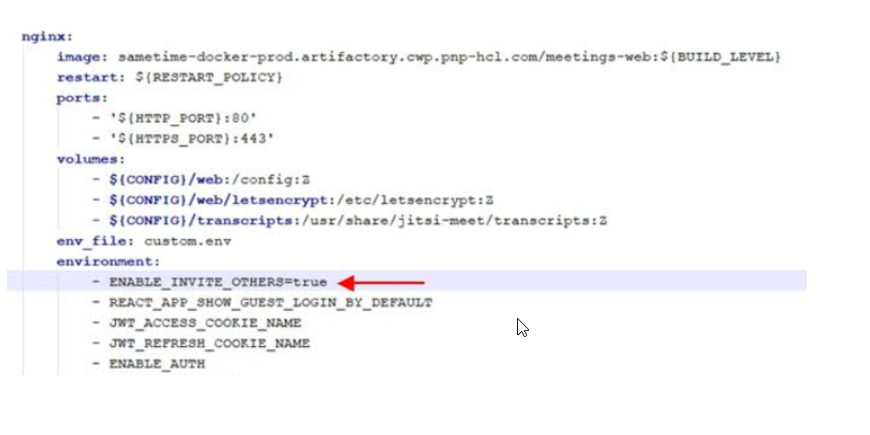 nginx:
image: sametime-docker-prod.artifactory.cwp.pnp-hcl.com/meetings-web:${BUILD_LEVEL}
restart: ${RESTART_POLICY}
ports:
- '${HTTP_PORT}:80'
- '${HTTPS_PORT}:443'
volumes:
- ${CONFIG}/web:/config:Z
- ${CONFIG}/web/letsencrypt:/etc/letsencrypt:Z
- ${CONFIG}/transcripts:/usr/share/jitsi-meet/transcripts:Z
env_file: custom.env
environment:
- ENABLE_INVITE_OTHERS=true
- REACT_APP_SHOW_GUEST_LOGIN_BY_DEFAULT
- JWT_ACCESS_COOKIE_NAME
- JWT_REFRESH_COOKIE_NAME
- ENABLE_AUTH